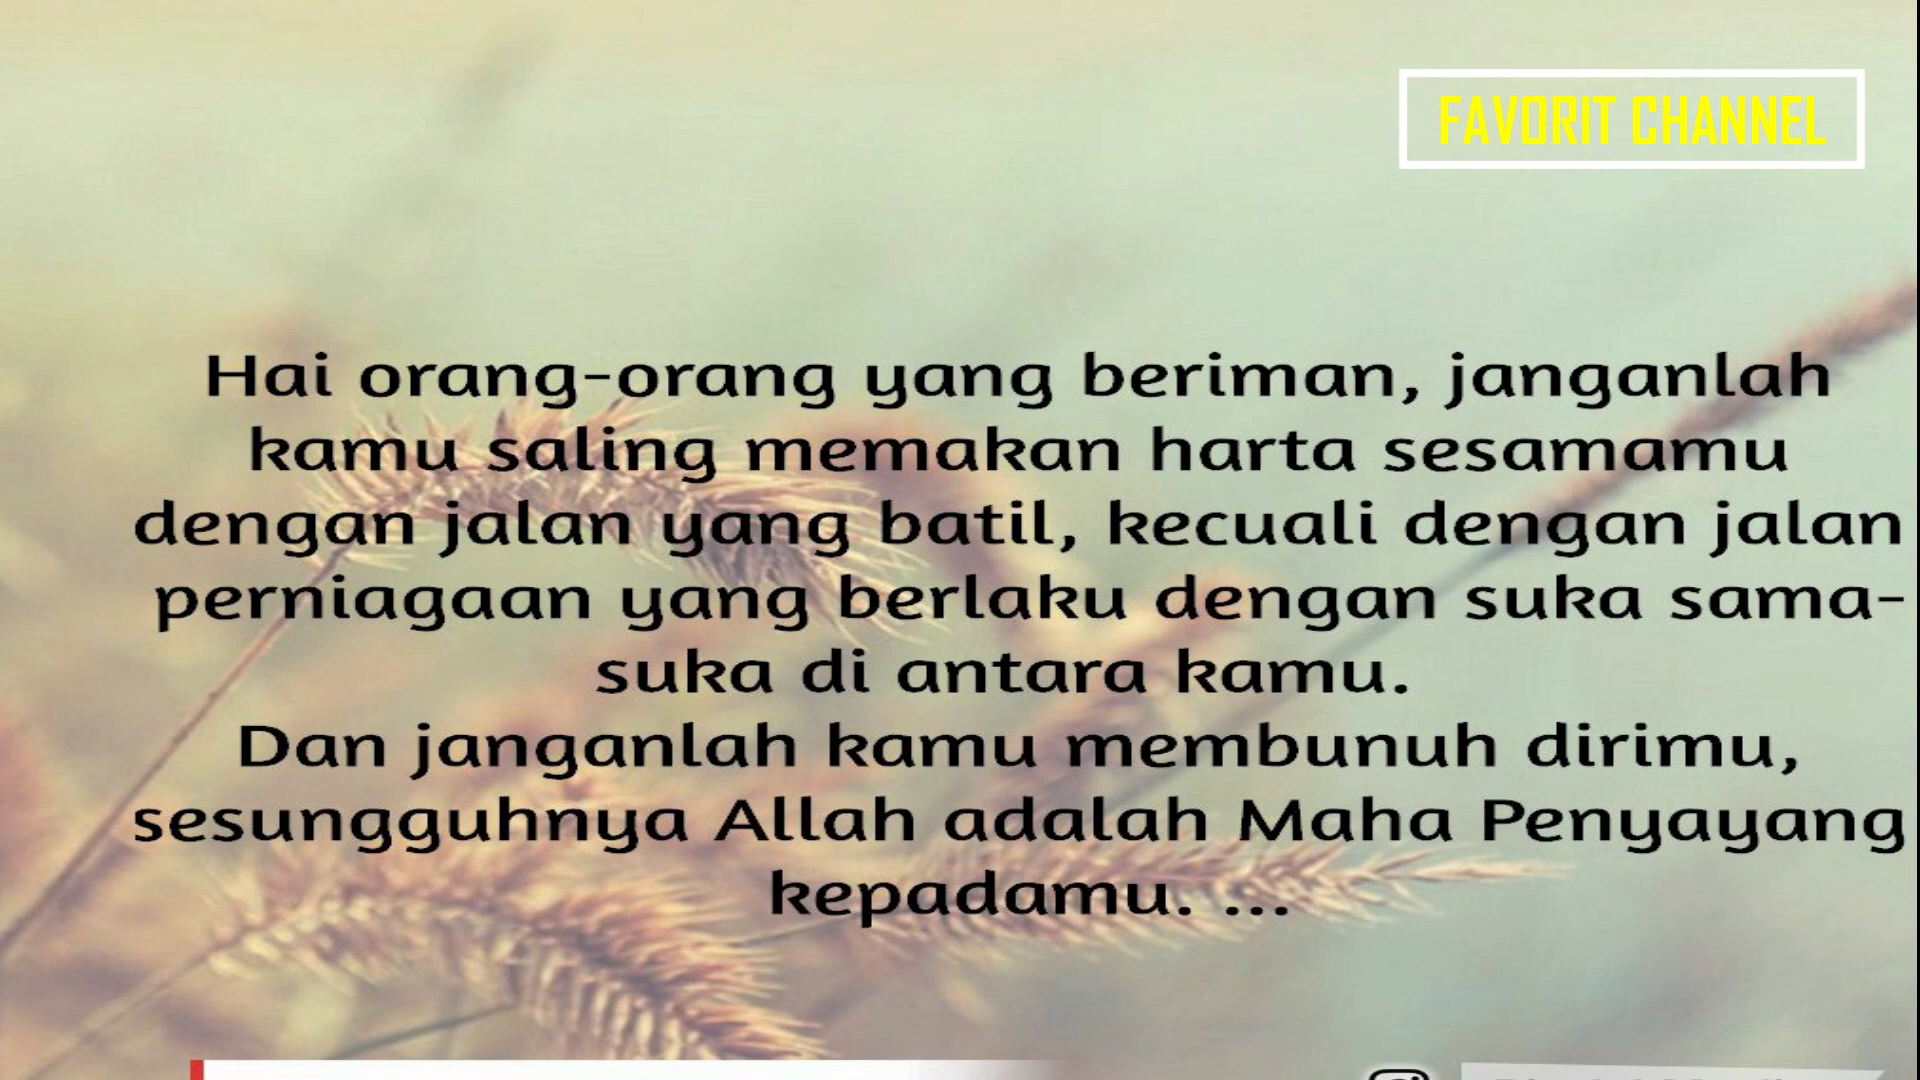 FAVORIT CHANNEL
Hai orang-orang yang beriman, janganlah
kamu saling memakan harta sesamamu
dengan jalan yang batil, kecuali dengan jalan
perniagaan yang berlaku dengan suka sama-
suka di antara kamu.
Dan janganlah kamu membunuh dirimu,
sesungguhnya Allah adalah Maha Penyayang
kepadamu. ...